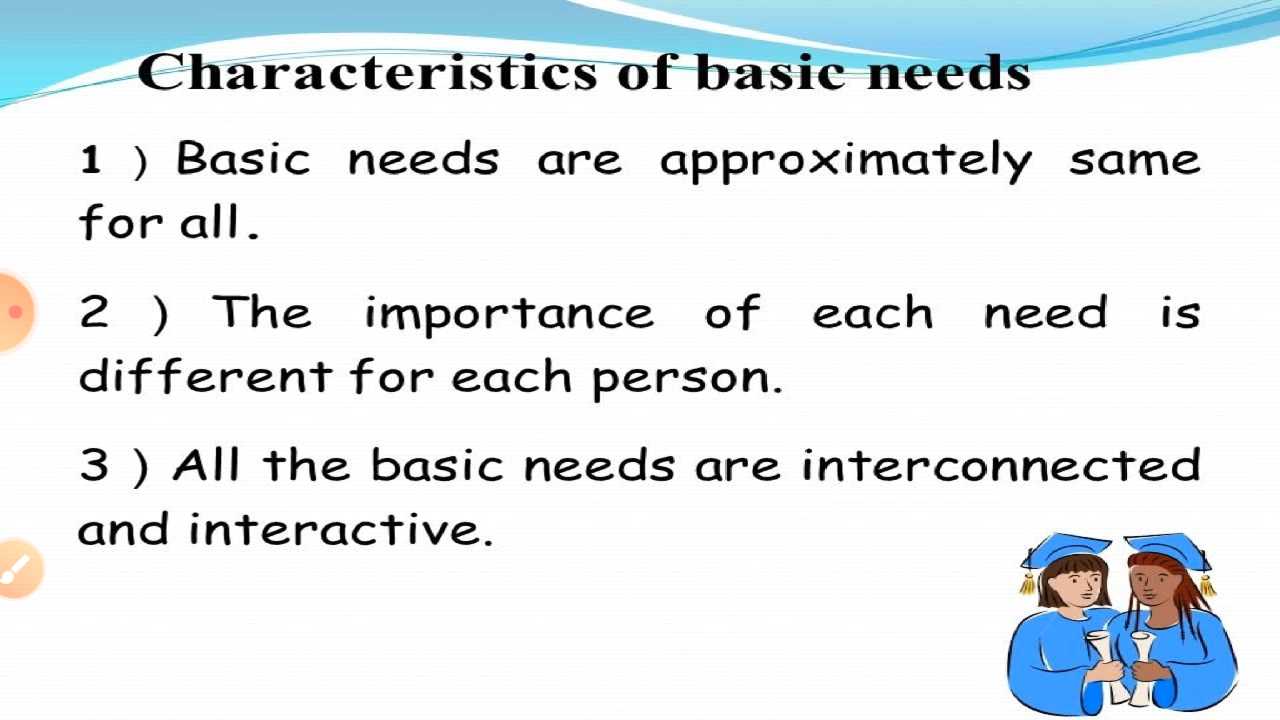 Characteristics of basic needs
1 ) Basic needs are approximately same
for all.
2 ) The importance of each need is
different for each person.
3 ) All the basic needs are interconnected
and interactive.